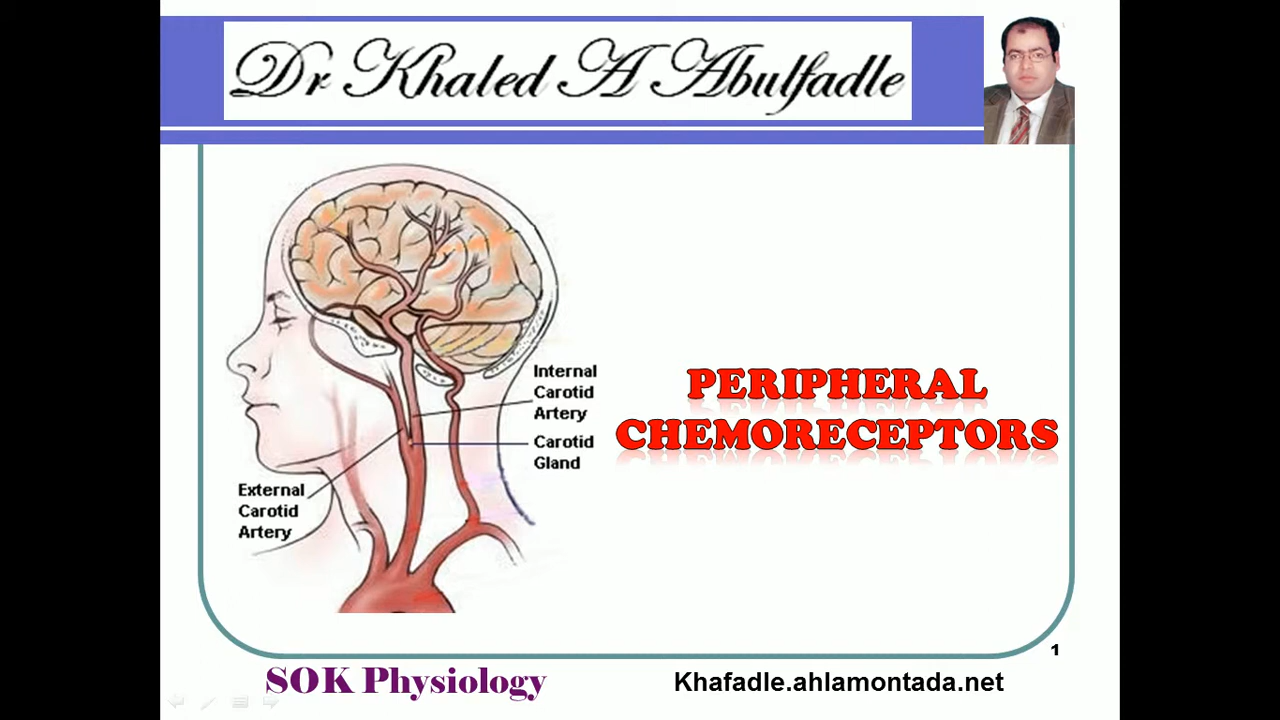 Dr Khaled A Abulfadle
Internal
Carotid
Artery
Carotid
Gland
External
Carotid
Artery
PERIPHERAL
CHEMORECEPTORS
1
SOK Physiology
Khafadle.ahlamontada.net